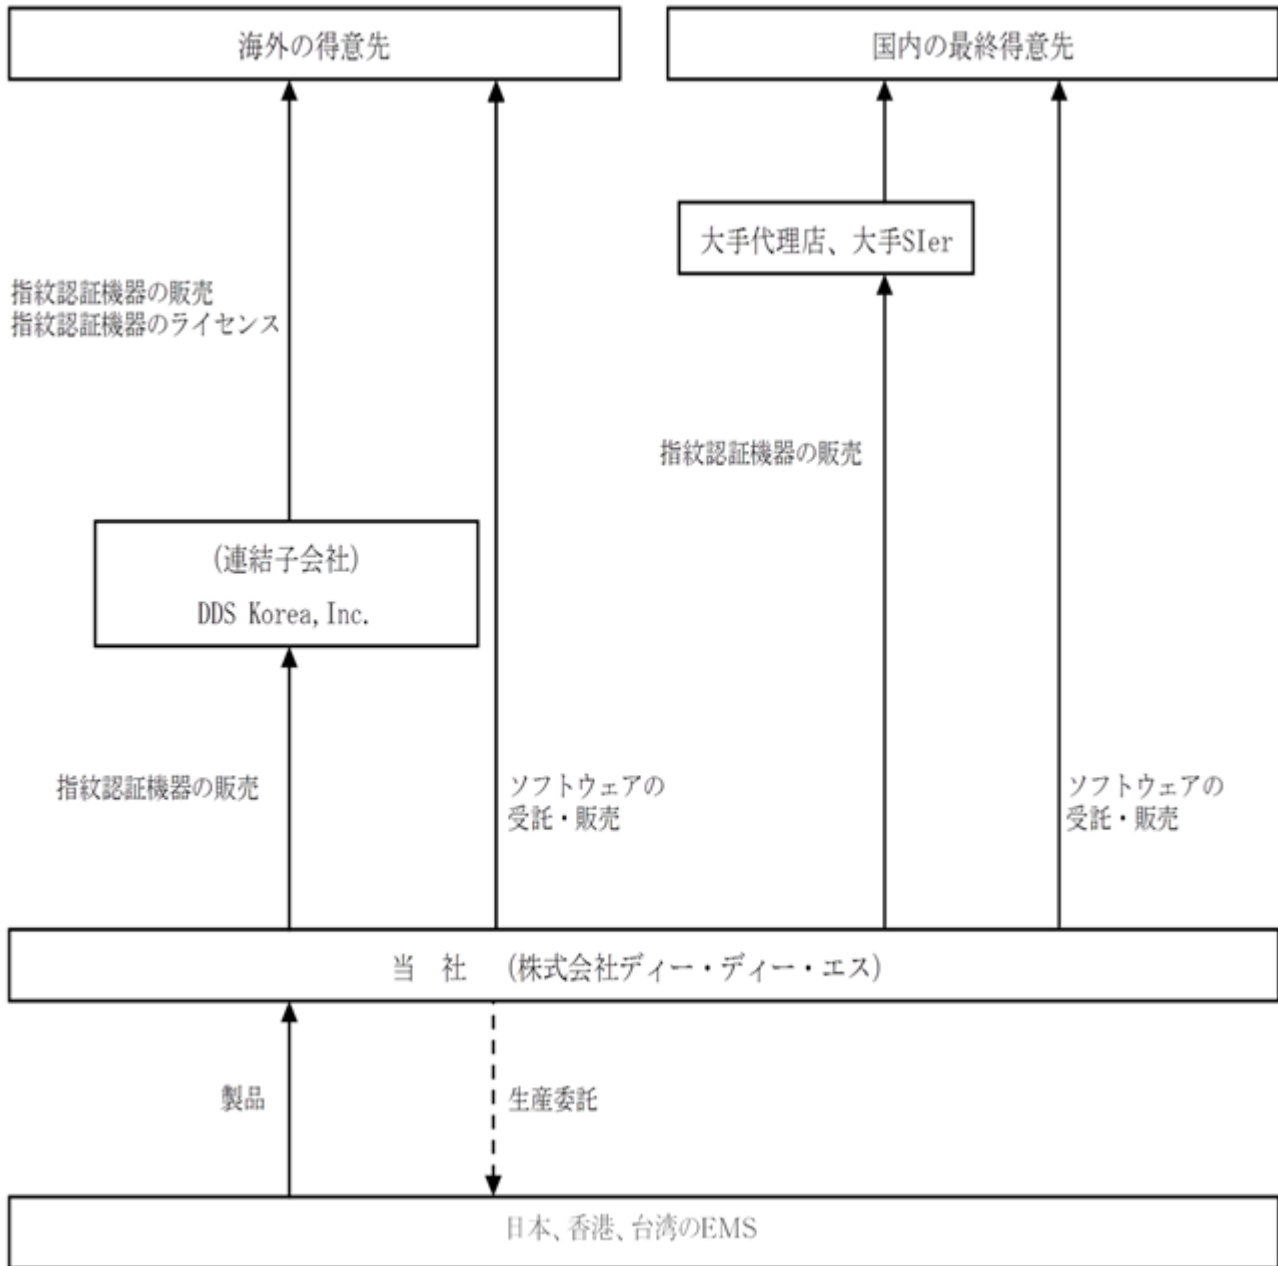 海外の得意先
国内の最終得意先
大手代理店、大手SIer
指紋認証機器の販売
指紋認証機器のライセンス
指紋認証機器の販売
(連結子会社)
DDS Korea,Inc.
指紋認証機器の販売
ソフトウェアの
受託・販売
ソフトウェアの
受託・販売
当　社　(株式会社ディー・ディー・エス)
製品
生産委託
日本、香港、台湾のEMS